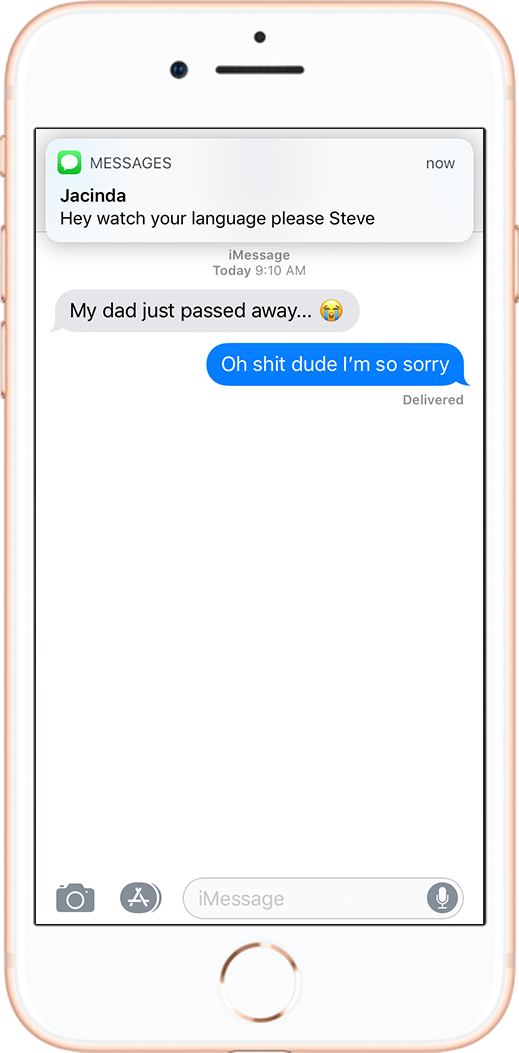 MESSAGES now
Jacinda
Hey watch your language please Steve
iMessage
Today 9:10 AM
My dad just passed away... 😭
Oh shit dude I’m so sorry
Delivered
iMessage